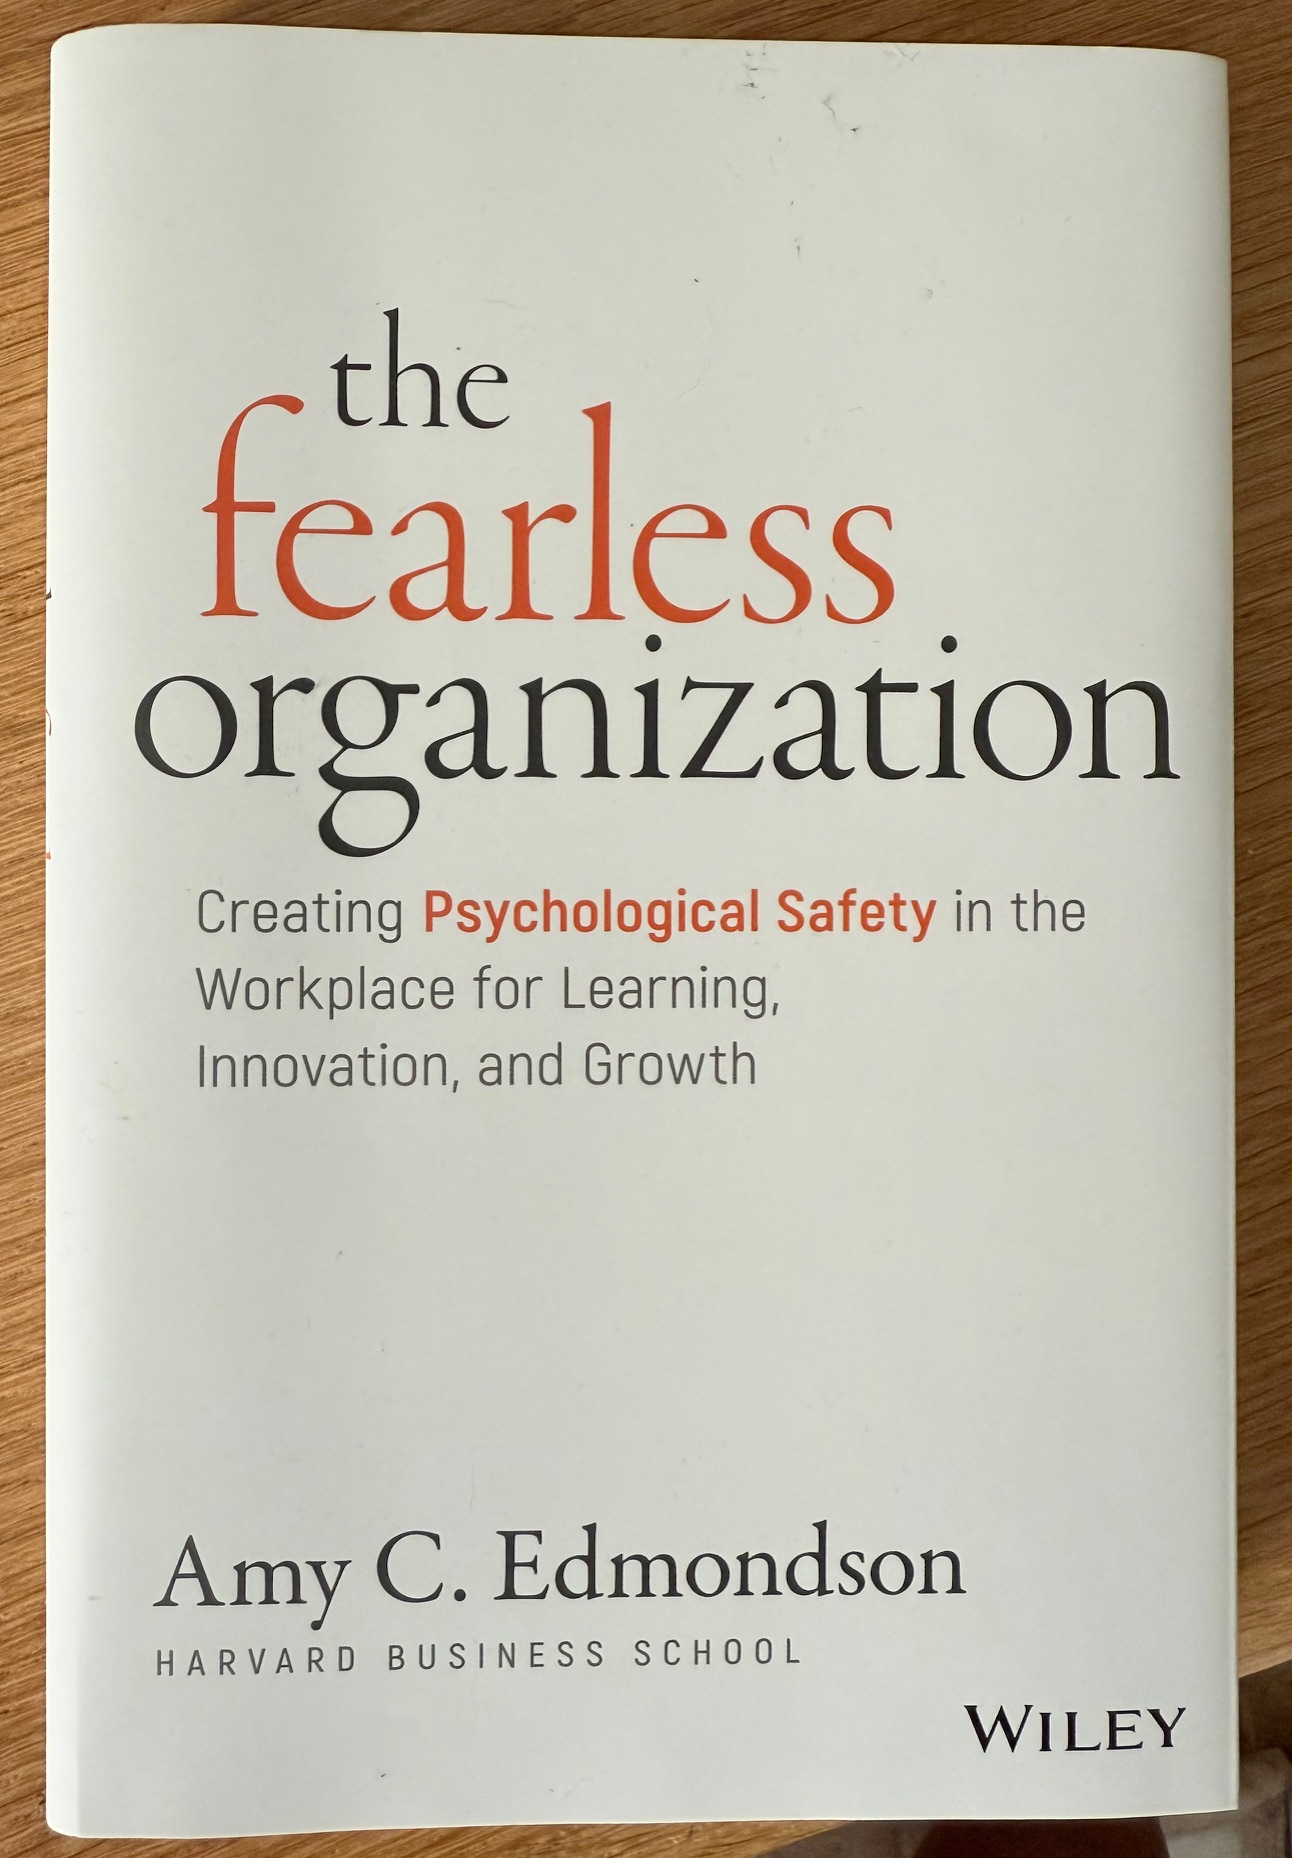 the
fearless
organization
Creating Psychological Safety in the
Workplace for Learning,
Innovation, and Growth
Amy C. Edmondson
HARVARD BUSINESS SCHOOL
WILEY